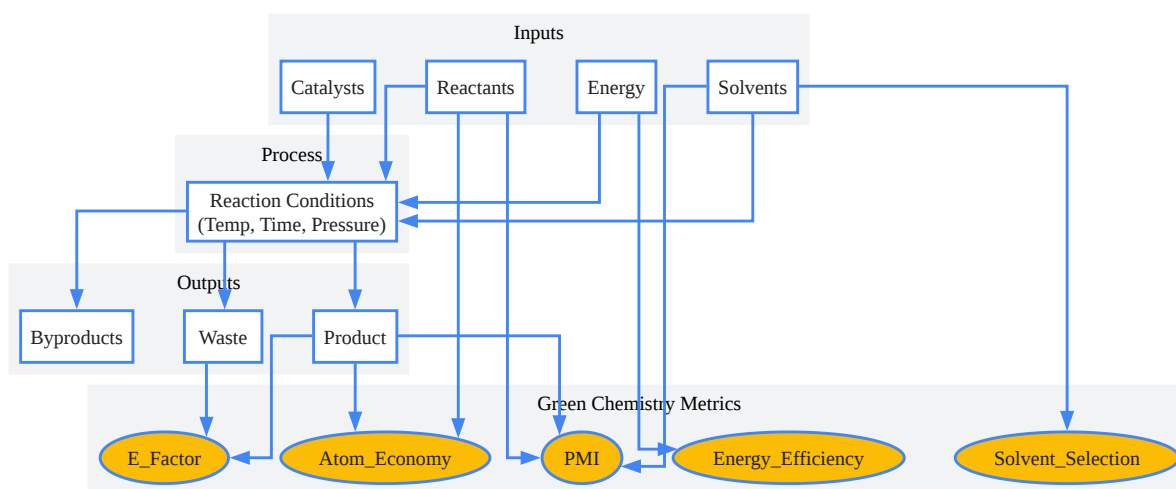 Inputs
Catalysts
Reactants
Energy
Solvents
Process
Reaction Conditions
(Temp, Time, Pressure)
Outputs
Byproducts
Waste
Product
Green Chemistry Metrics
E_Factor
Atom_Economy
PMI
Energy_Efficiency
Solvent_Selection